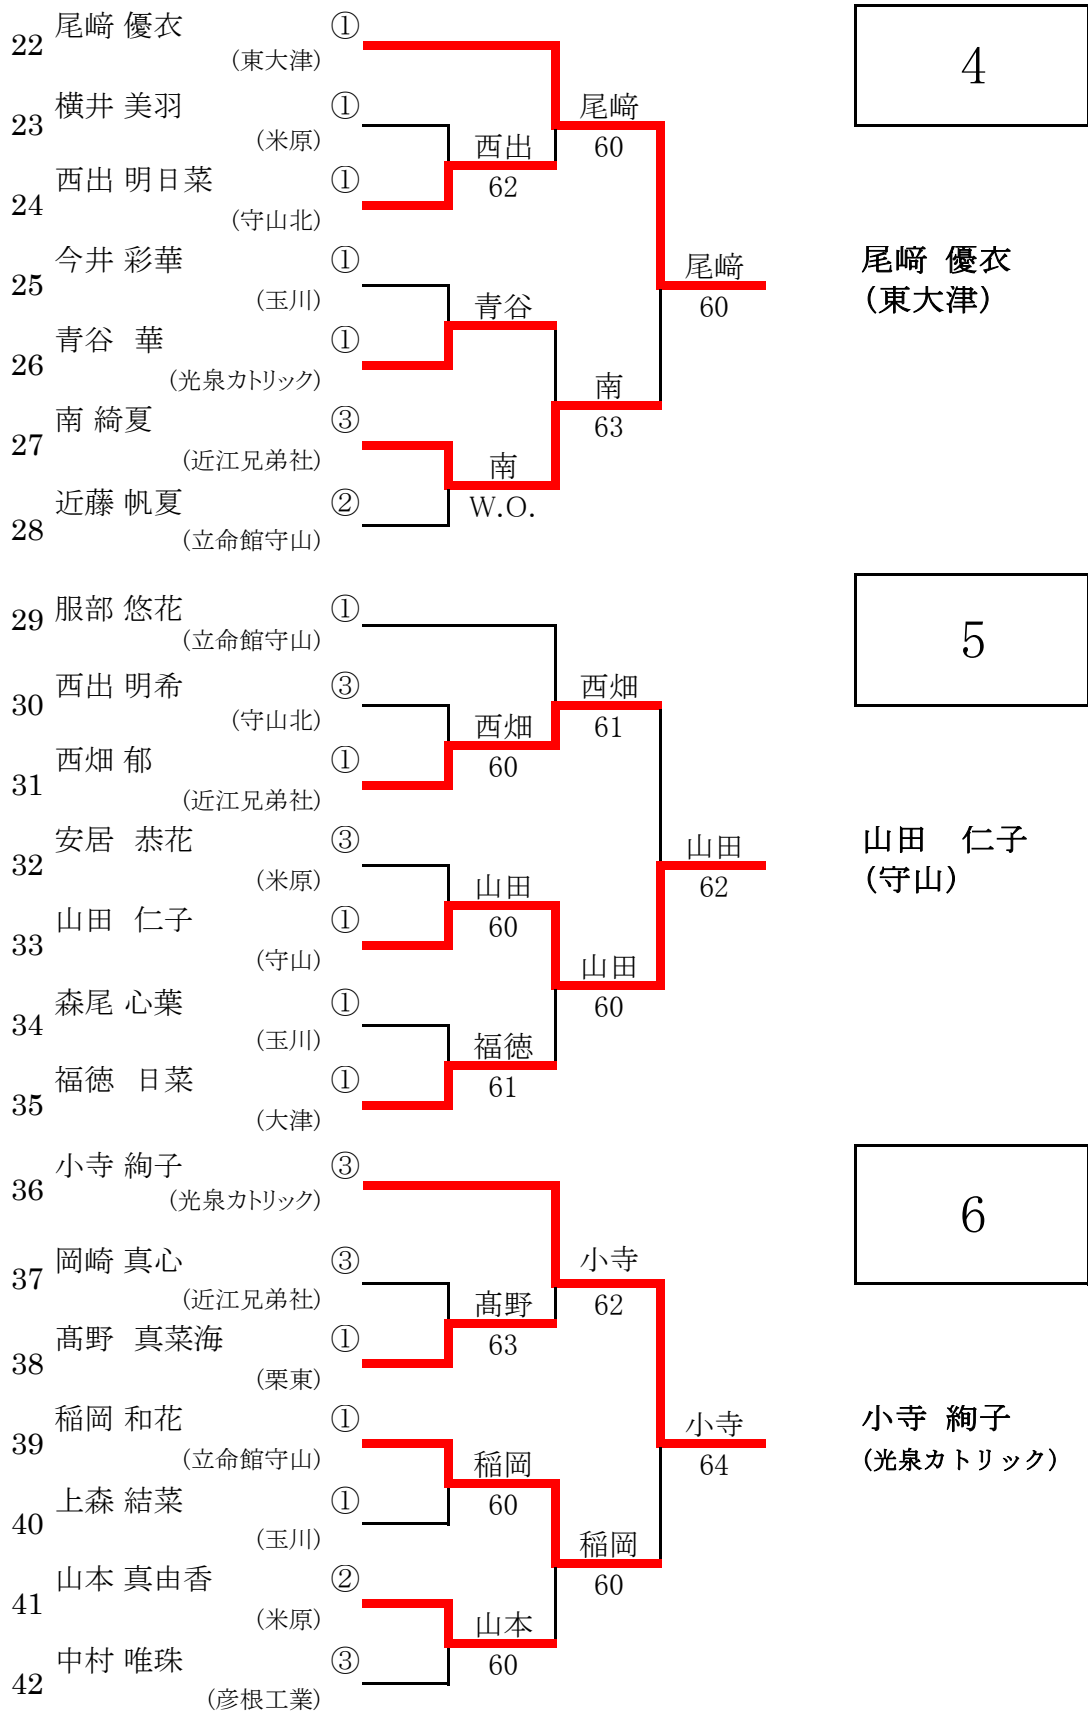 22 尾﨑 優衣 ①
(東大津)
23 横井 美羽 ①
(米原)
24 西出 明日菜 ①
(守山北)
25 今井 彩華 ①
(玉川)
26 青谷 華 ①
(光泉カトリック)
27 南 綺夏 ③
(近江兄弟社)
28 近藤 帆夏 ②
(立命館守山)
西出
62
青谷
南
W.O.
尾﨑
60
南
63
尾﨑
60
4
尾﨑 優衣
(東大津)
29 服部 悠花 ①
(立命館守山)
30 西出 明希 ③
(守山北)
31 西畑 郁 ①
(近江兄弟社)
32 安居 恭花 ③
(米原)
33 山田 仁子 ①
(守山)
34 森尾 心葉 ①
(玉川)
35 福徳 日菜 ①
(大津)
西畑
60
山田
60
福徳
61
西畑
61
山田
60
山田
62
5
山田 仁子
(守山)
36 小寺 絢子 ③
(光泉カトリック)
37 岡崎 真心 ③
(近江兄弟社)
38 髙野 真菜海 ①
(栗東)
39 稲岡 和花 ①
(立命館守山)
40 上森 結菜 ①
(玉川)
41 山本 真由香 ②
(米原)
42 中村 唯珠 ③
(彦根工業)
髙野
63
稲岡
60
山本
60
小寺
62
稲岡
60
小寺
64
6
小寺 絢子
(光泉カトリック)